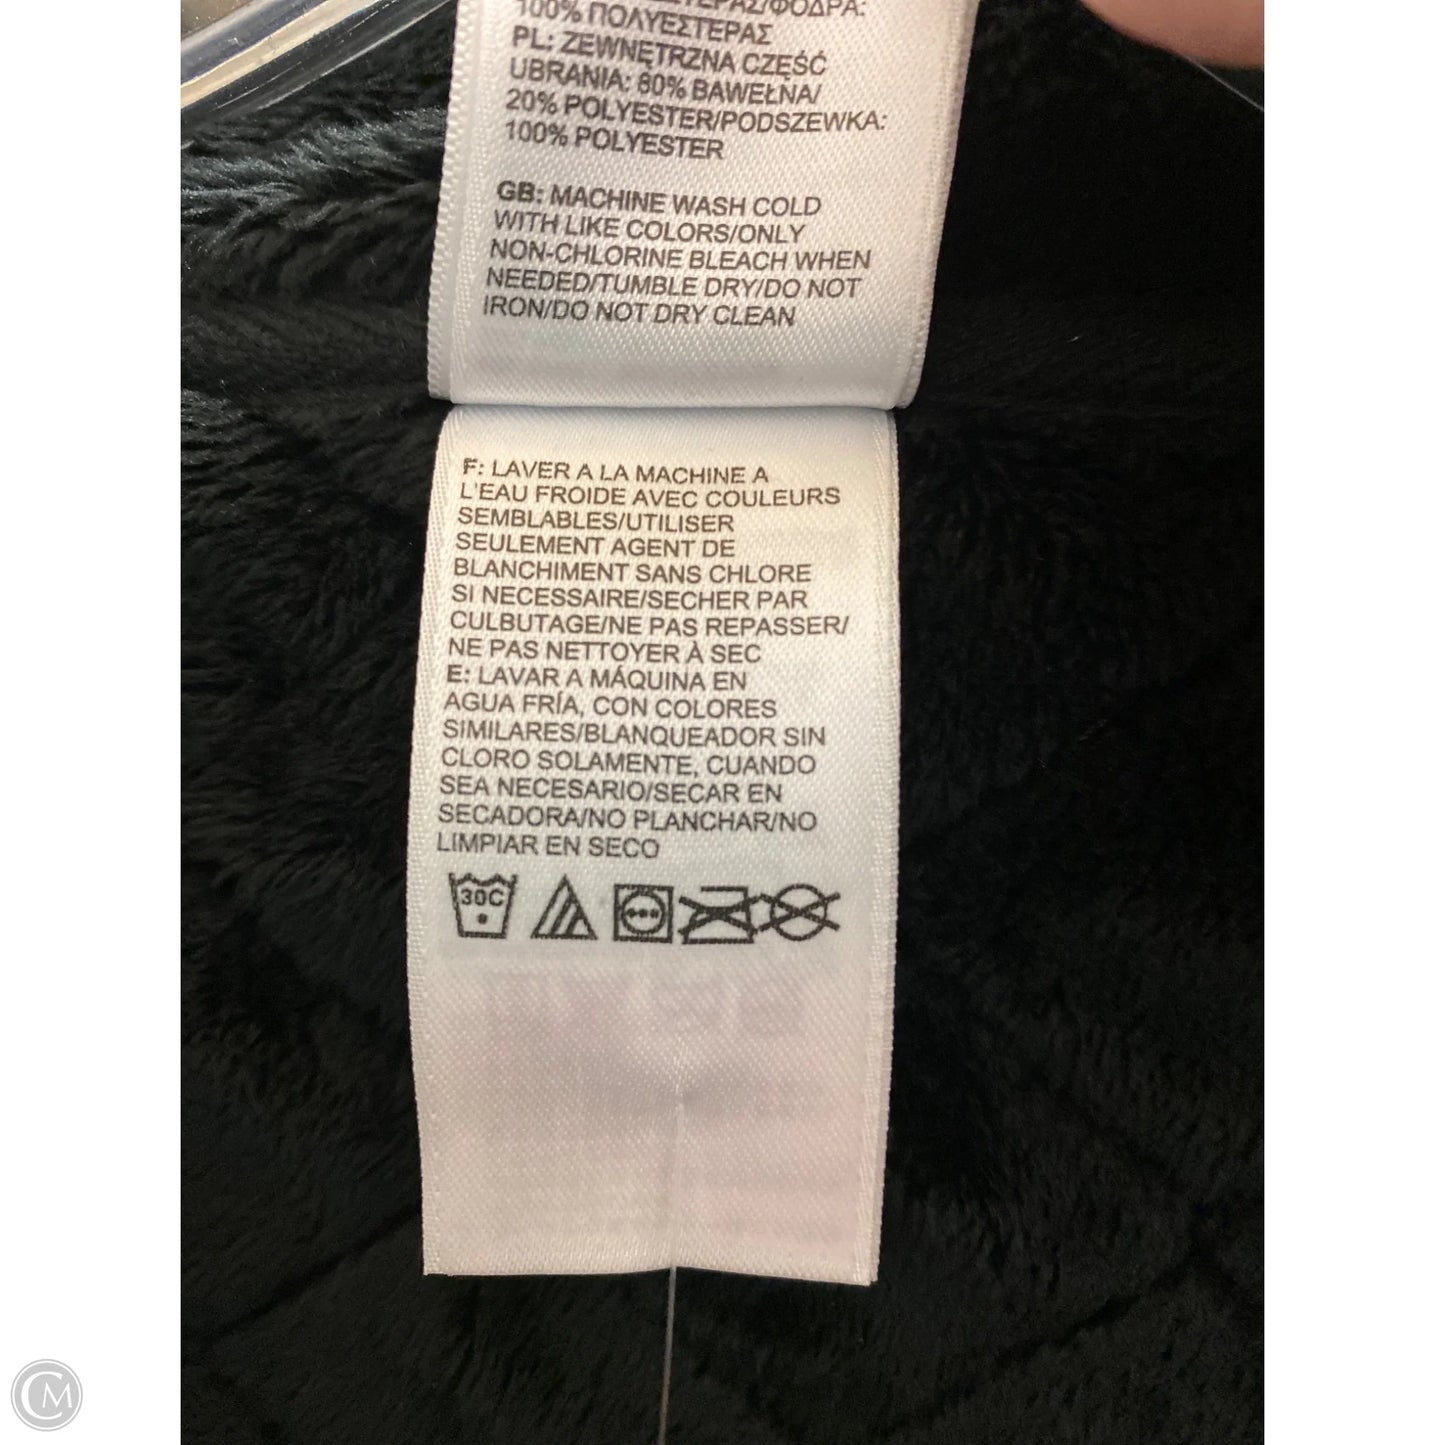 100% ΠΟΛΥΕΣΤΕΡΑΣ
PL: ZEWNĘTRZNA CZĘŚĆ
UBRANIA: 80% BAWEŁNA/
20% POLYESTER/PODSZEWKA:
100% POLYESTER
GB: MACHINE WASH COLD
WITH LIKE COLORS/ONLY
NON-CHLORINE BLEACH WHEN
NEEDED/TUMBLE DRY/DO NOT
IRON/DO NOT DRY CLEAN
F: LAVER A LA MACHINE A
L'EAU FROIDE AVEC COULEURS
SEMBLABLES/UTILISER
SEULEMENT AGENT DE
BLANCHIMENT SANS CHLORE
SI NECESSAIRE/SECHER PAR
CULBUTAGE/NE PAS REPASSER/
NE PAS NETTOYER À SEC
E: LAVAR A MÁQUINA EN
AGUA FRÍA, CON COLORES
SIMILARES/BLANQUEADOR SIN
CLORO SOLAMENTE, CUANDO
SEA NECESARIO/SECAR EN
SECADORA/NO PLANCHAR/NO
LIMPIAR EN SECO
30C
CM